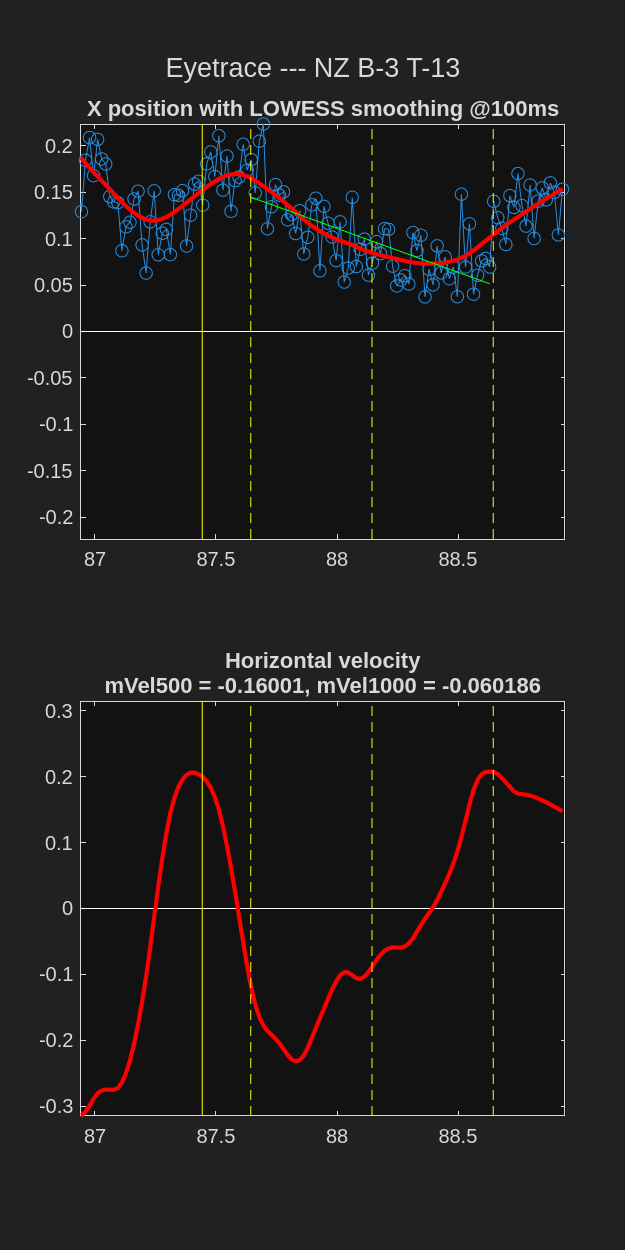 Eyetrace --- NZ B-3 T-13
X position with LOWESS smoothing @100ms
0.2
0.15
0.1
0.05
0
-0.05
-0.1
-0.15
-0.2
87 87.5 88 88.5
Horizontal velocity
mVel500 = -0.16001, mVel1000 = -0.060186
0.3
0.2
0.1
0
-0.1
-0.2
-0.3
87 87.5 88 88.5